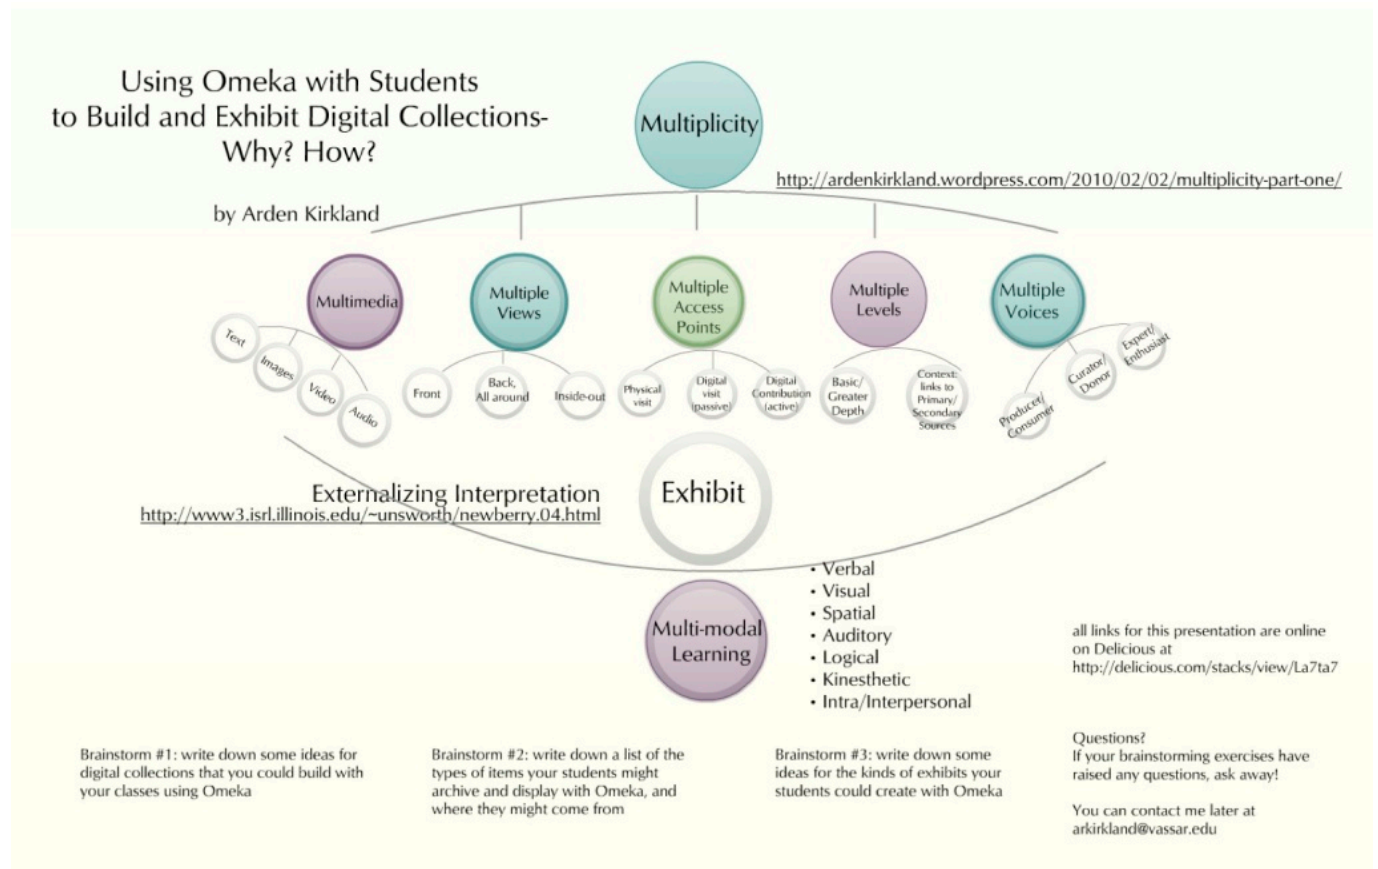 Using Omeka with Students
to Build and Exhibit Digital Collections-
Why? How?
by Arden Kirkland
Multiplicity
http://ardenkirkland.wordpress.com/2010/02/02/multiplicity-part-one/
Multimedia
Text
Images
Video
Audio
Multiple
Views
Front
Back,
All around
Inside-out
Multiple
Access
Points
Physical
visit
Digital
visit
(passive)
Digital
Contribution
(active)
Multiple
Levels
Basic/
Greater
Depth
Context:
links to
Primary/
Secondary
Sources
Multiple
Voices
Producer/
Consumer
Curator/
Donor
Expert/
Enthusiast
Externalizing Interpretation
http://www3.isrl.illinois.edu/~unsworth/newberry.04.html
Exhibit
Multi-modal
Learning
• Verbal
• Visual
• Spatial
• Auditory
• Logical
• Kinesthetic
• Intra/Interpersonal
all links for this presentation are online
on Delicious at
http://delicious.com/stacks/view/La7ta7
Brainstorm #1: write down some ideas for
digital collections that you could build with
your classes using Omeka
Brainstorm #2: write down a list of the
types of items your students might
archive and display with Omeka, and
where they might come from
Brainstorm #3: write down some
ideas for the kinds of exhibits your
students could create with Omeka
Questions?
If your brainstorming exercises have
raised any questions, ask away!
You can contact me later at
arkirkland@vassar.edu